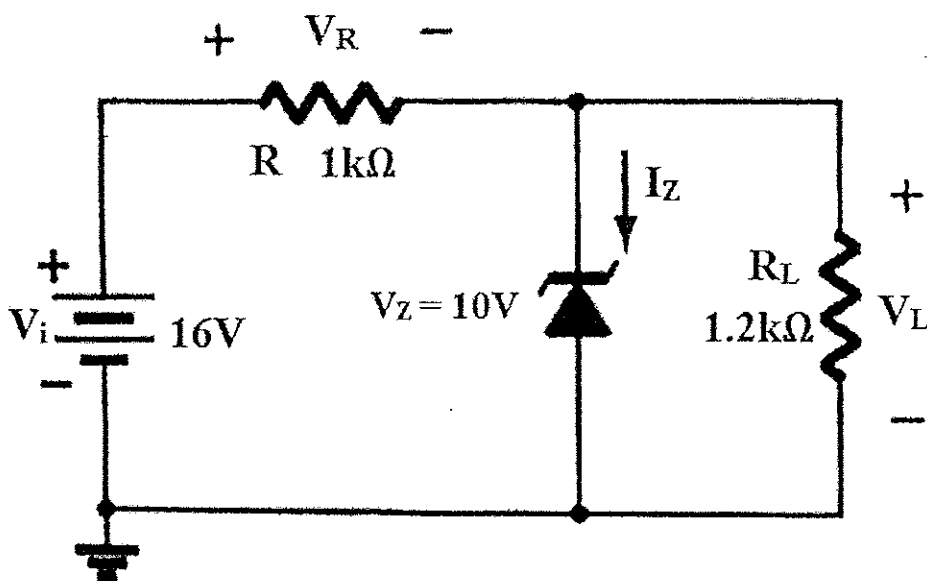 + V_R −
R 1kΩ
I_Z
+
+
R_L
V_i 16V
V_Z = 10V
1.2kΩ
V_L
−
−